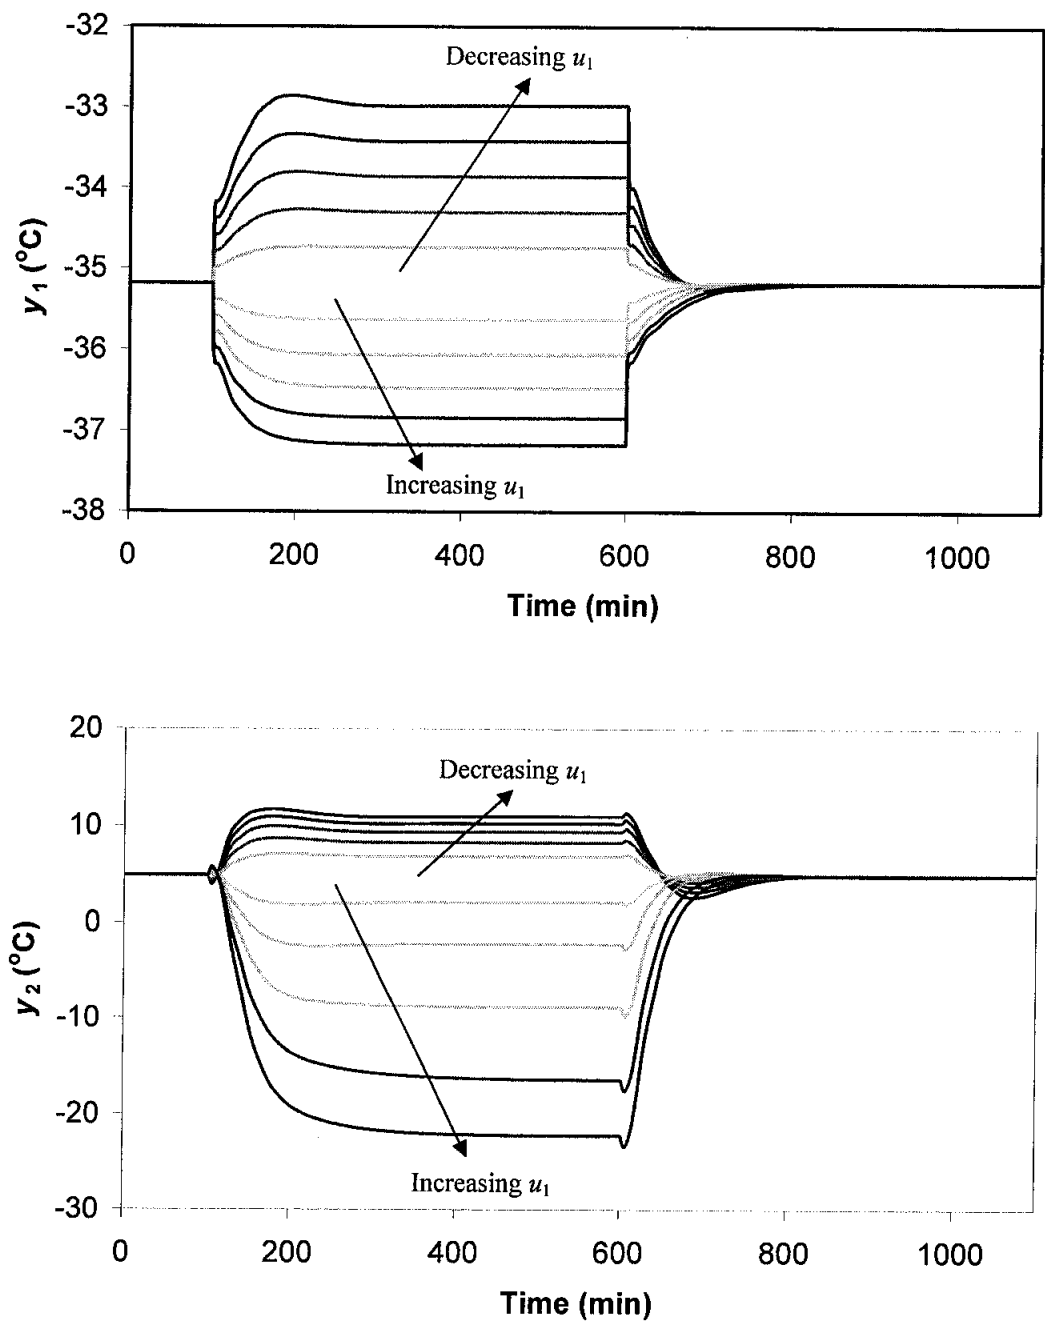 -32
Decreasing u1
-33
-34
y1 (°C)
-35
-36
-37
Increasing u1
-38
0 200 400 600 800 1000
Time (min)
20
Decreasing u1
10
0
y2 (°C)
-10
-20
Increasing u1
-30
0 200 400 600 800 1000
Time (min)